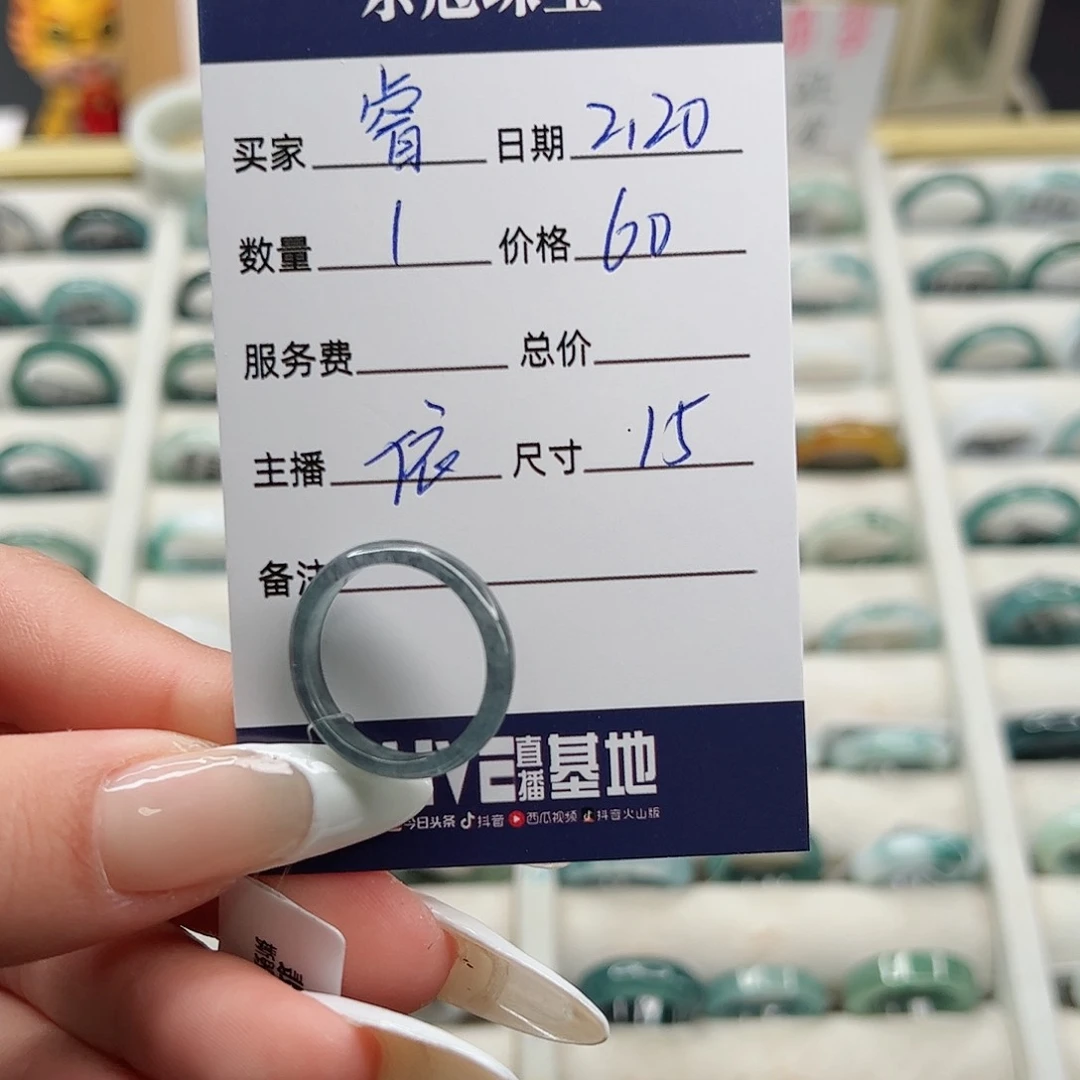 买家 睿 日期 2,20
数量 1 价格 60
服务费 总价
主播 依 尺寸 15
备注
LIVE 直播 基地
今日头条 抖音 西瓜视频 抖音火山版